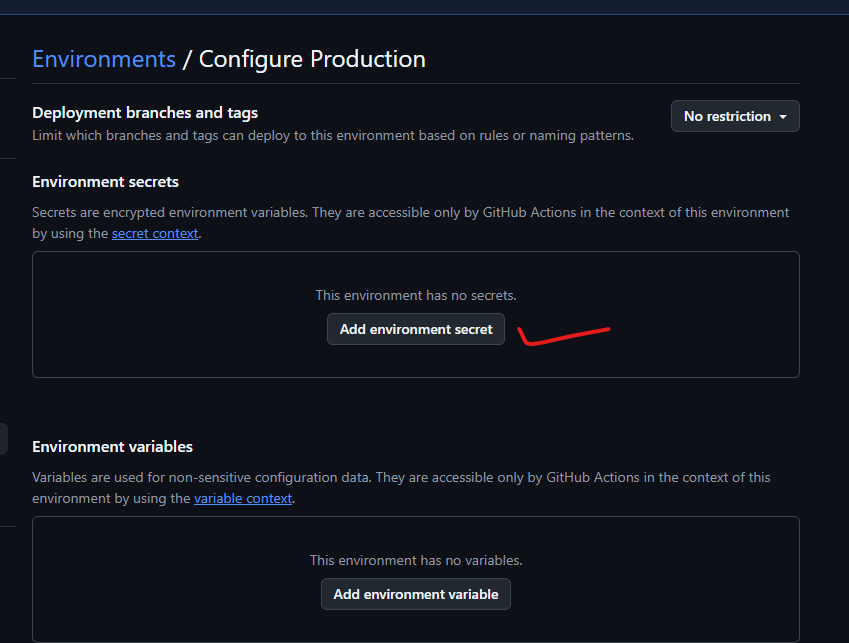 Environments / Configure Production
Deployment branches and tags
Limit which branches and tags can deploy to this environment based on rules or naming patterns.
No restriction
Environment secrets
Secrets are encrypted environment variables. They are accessible only by GitHub Actions in the context of this environment
by using the secret context.
This environment has no secrets.
Add environment secret
Environment variables
Variables are used for non-sensitive configuration data. They are accessible only by GitHub Actions in the context of this
environment by using the variable context.
This environment has no variables.
Add environment variable